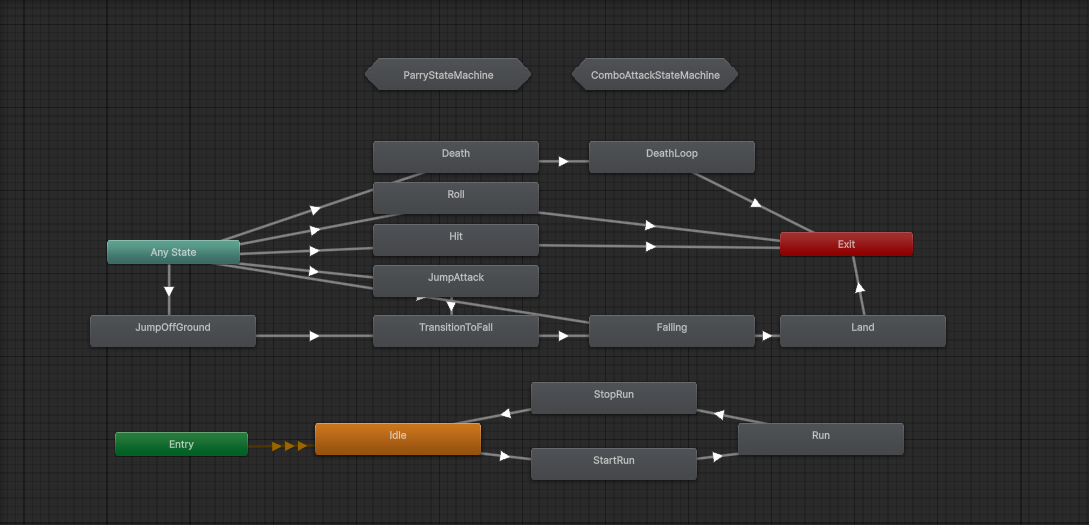 ParryStateMachine
ComboAttackStateMachine
Death
DeathLoop
Roll
Hit
Any State
Exit
JumpAttack
JumpOffGround
TransitionToFall
Falling
Land
StopRun
Idle
Run
Entry
StartRun